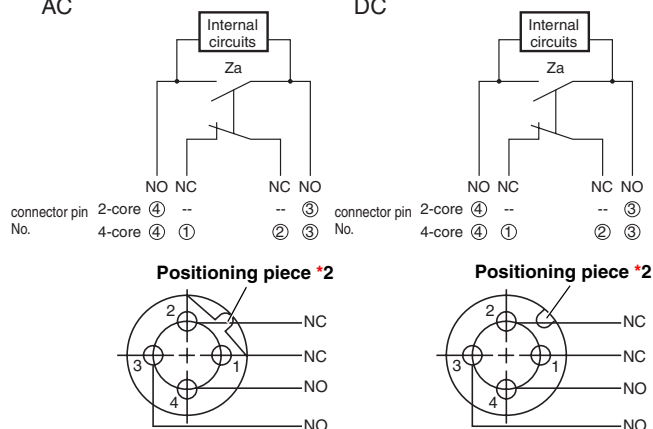 AC
DC
Internal
circuits
Internal
circuits
Za
Za
NO NC NC NO
NO NC NC NO
connector pin
No.
2-core ④ -- -- ③
4-core ④ ① ② ③
connector pin
No.
2-core ④ -- -- ③
4-core ④ ① ② ③
Positioning piece *2
Positioning piece *2
2
1
3
4
NC
NC
NO
NO
2
1
3
4
NC
NC
NO
NO